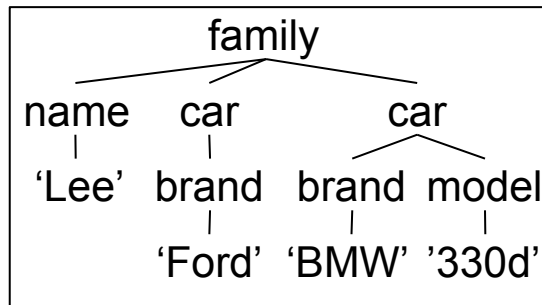 family
name car car
‘Lee’ brand brand model
‘Ford’ ‘BMW’ ’330d’